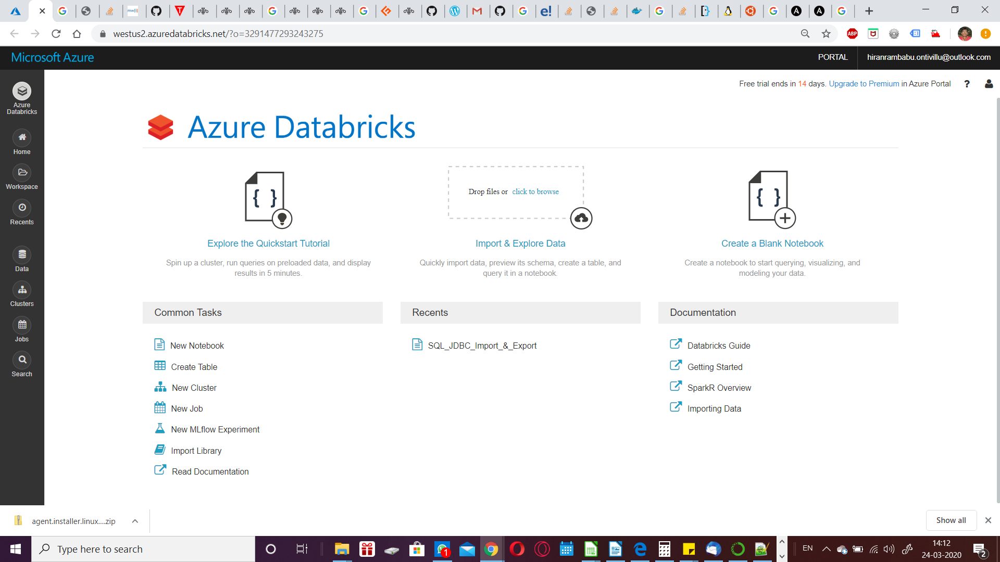 mw[i]
e!
westus2.azuredatabricks.net/?o=3291477293243275
ABP
Microsoft Azure
PORTAL
hiranrambabu.ontivillu@outlook.com
Free trial ends in 14 days. Upgrade to Premium in Azure Portal
?
Azure
Databricks
Home
Workspace
Recents
Data
Clusters
Jobs
Search
Azure Databricks
{ }
Drop files or click to browse
{ }
Explore the Quickstart Tutorial
Spin up a cluster, run queries on preloaded data, and display
results in 5 minutes.
Import & Explore Data
Quickly import data, preview its schema, create a table, and
query it in a notebook.
Create a Blank Notebook
Create a notebook to start querying, visualizing, and
modeling your data.
Common Tasks
New Notebook
Create Table
New Cluster
New Job
New MLflow Experiment
Import Library
Read Documentation
Recents
SQL_JDBC_Import_&_Export
Documentation
Databricks Guide
Getting Started
SparkR Overview
Importing Data
agent.installer.linux....zip
Show all
Type here to search
1
EN
14:12
24-03-2020
2